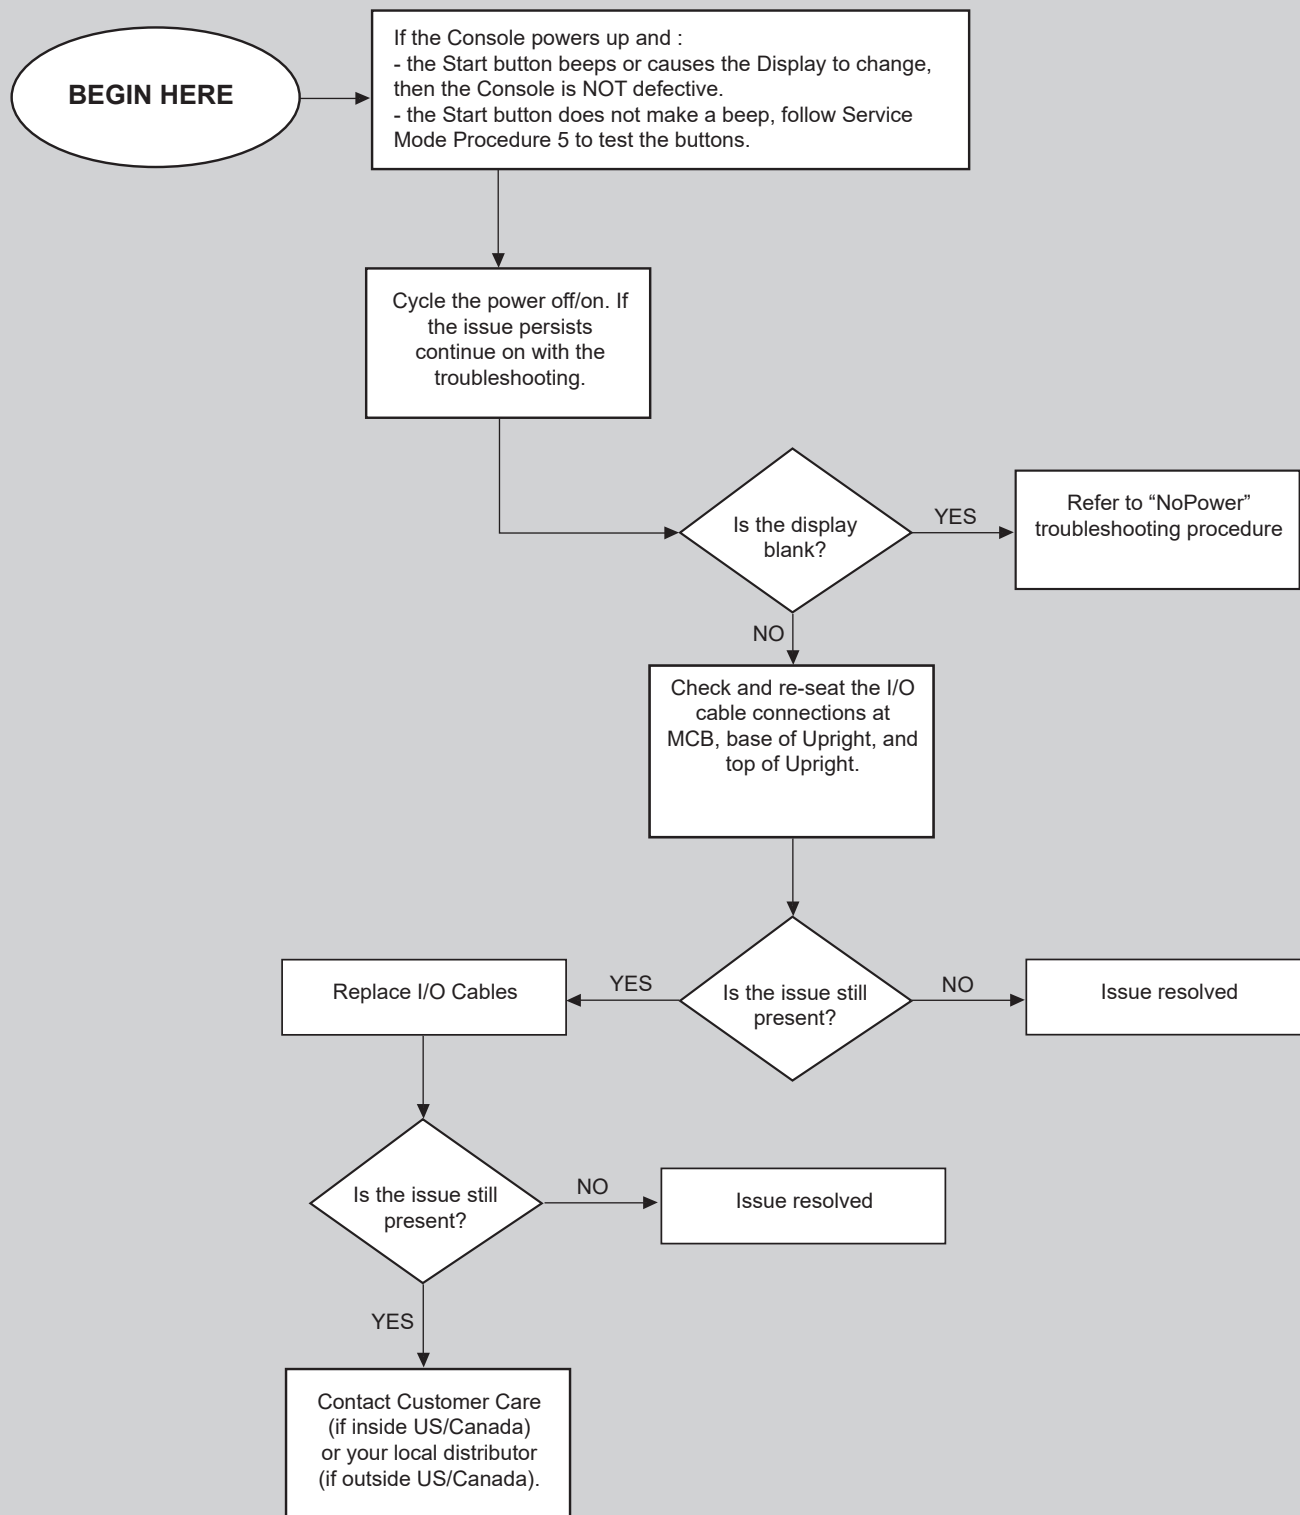 BEGIN HERE
If the Console powers up and :
- the Start button beeps or causes the Display to change,
then the Console is NOT defective.
- the Start button does not make a beep, follow Service
Mode Procedure 5 to test the buttons.
Cycle the power off/on. If
the issue persists
continue on with the
troubleshooting.
Is the display
blank?
YES
Refer to “NoPower”
troubleshooting procedure
NO
Check and re-seat the I/O
cable connections at
MCB, base of Upright, and
top of Upright.
Is the issue still
present?
YES
Replace I/O Cables
NO
Issue resolved
Is the issue still
present?
NO
Issue resolved
YES
Contact Customer Care
(if inside US/Canada)
or your local distributor
(if outside US/Canada).